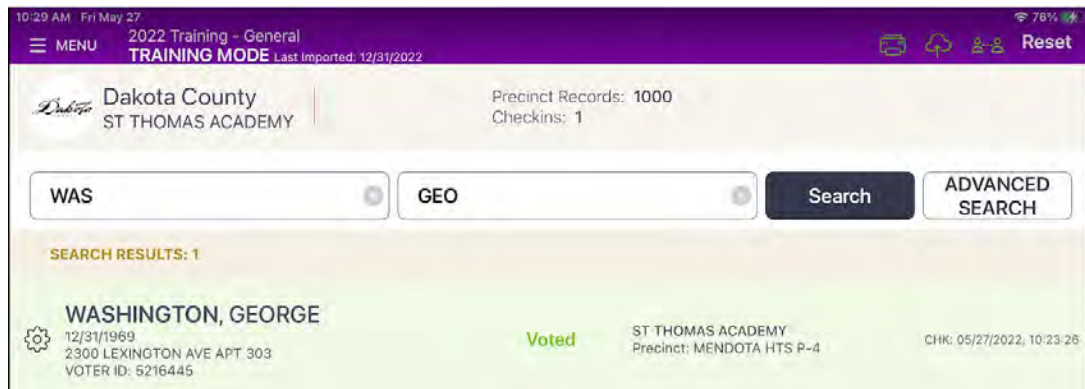 10:29 AM Fri May 27
76%
MENU
2022 Training - General
TRAINING MODE Last Imported: 12/31/2022
Reset
Dakota
Dakota County
ST THOMAS ACADEMY
Precinct Records: 1000
Checkins: 1
WAS
GEO
Search
ADVANCED
SEARCH
SEARCH RESULTS: 1
WASHINGTON, GEORGE
12/31/1969
2300 LEXINGTON AVE APT 303
VOTER ID: 5216445
Voted
ST THOMAS ACADEMY
Precinct: MENDOTA HTS P-4
CHK: 05/27/2022, 10:23:26